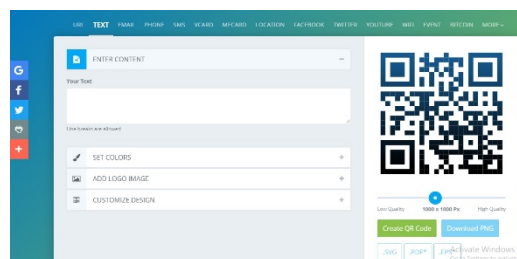 URL TEXT EMAIL PHONE SMS VCARD MECARD LOCATION FACEBOOK TWITTER YOUTUBE WIFI EVENT BITCOIN MORE
ENTER CONTENT
Your Text
SET COLORS
ADD LOGO IMAGE
CUSTOMIZE DESIGN
Low Quality 1000 x 1000 Px High Quality
Create QR Code Download PNG
.SVG .PDF* .EPS*
Activate Windows